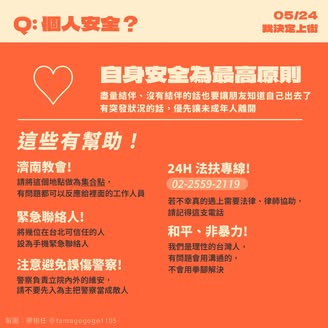 Q: 個人安全？
05/24
我決定上街
自身安全為最高原則
盡量結伴、沒有結伴的話也要讓朋友知道自己出去了
有突發狀況的話，優先讓未成年人離開
這些有幫助！
濟南教會!
請將這個地點做為集合點，
有問題都可以反應給裡面的工作人員
緊急聯絡人!
將幾位在台北可信任的人
設為手機緊急聯絡人
注意避免誤傷警察!
警察負責立院內外的維安，
請不要先入為主把警察當成敵人
24H 法扶專線!
02-2559-2119
若不幸真的遇上需要法律、律師協助，
請記得這支電話
和平、非暴力!
我們是理性的台灣人，
有問題會用溝通的，
不會用拳腳解決
製圖：廖梓任 @tamagogogo1105